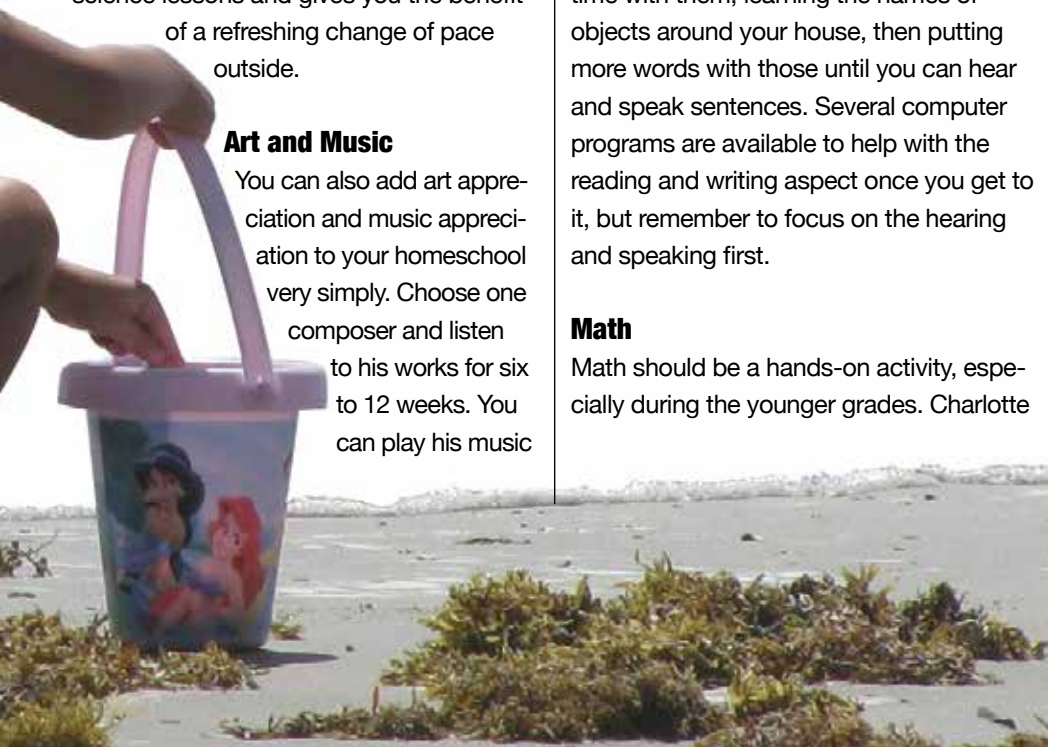 science lessons and gives you the benefit
of a refreshing change of pace
outside.
Art and Music
You can also add art appre-
ciation and music appreci-
ation to your homeschool
very simply. Choose one
composer and listen
to his works for six
to 12 weeks. You
can play his music
time with them, learning the names of
objects around your house, then putting
more words with those until you can hear
and speak sentences. Several computer
programs are available to help with the
reading and writing aspect once you get to
it, but remember to focus on the hearing
and speaking first.
Math
Math should be a hands-on activity, espe-
cially during the younger grades. Charlotte